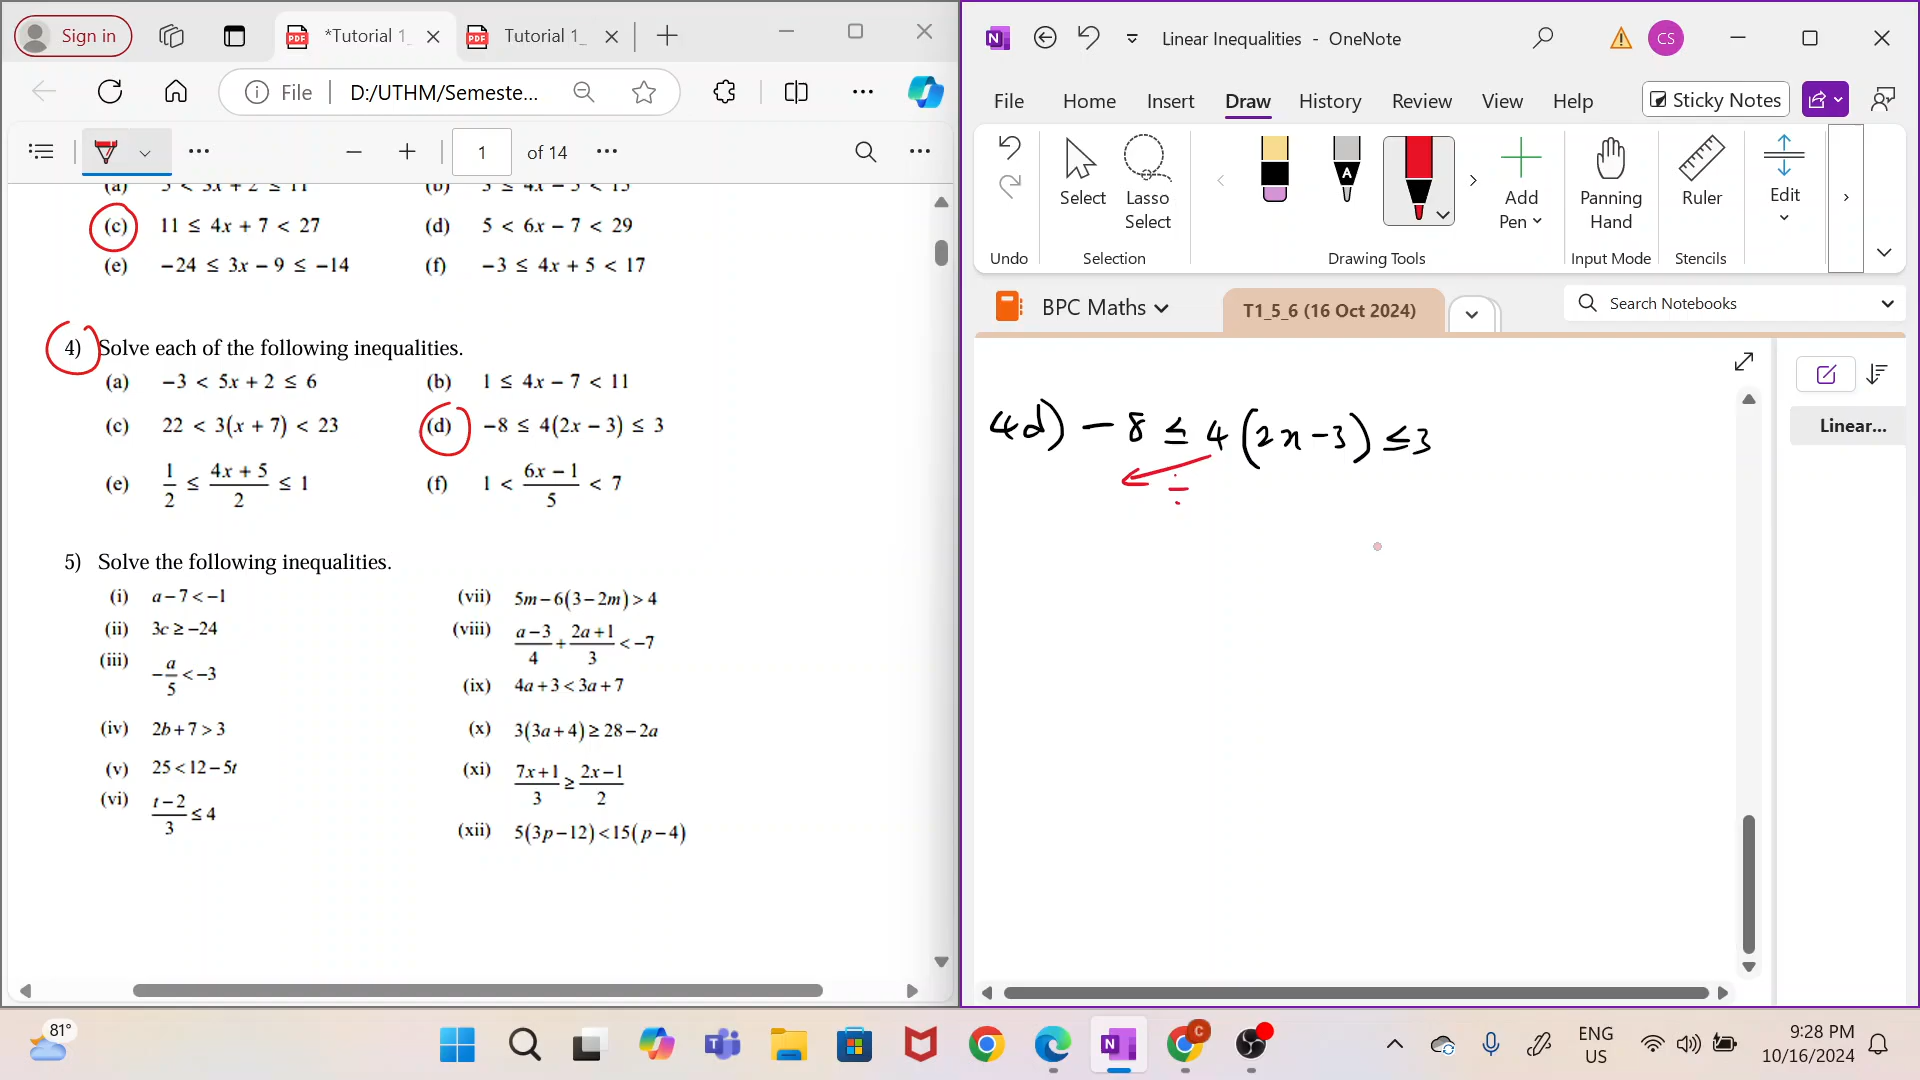 Sign in
*Tutorial 1_
Tutorial 1_
File
D:/UTHM/Semeste...
1
of 14
(c) 11 ≤ 4x + 7 < 27 (d) 5 < 6x − 7 < 29
(e) −24 ≤ 3x − 9 ≤ −14 (f) −3 ≤ 4x + 5 < 17
4) Solve each of the following inequalities.
(a) −3 < 5x + 2 ≤ 6 (b) 1 ≤ 4x − 7 < 11
(c) 22 < 3(x + 7) < 23 (d) −8 ≤ 4(2x − 3) ≤ 3
(e) 1/2 ≤ (4x + 5)/2 ≤ 1 (f) 1 < (6x − 1)/5 < 7
5) Solve the following inequalities.
(i) a − 7 < −1
(ii) 3c ≥ −24
(iii) −a/5 < −3
(iv) 2b + 7 > 3
(v) 25 < 12 − 5t
(vi) (t − 2)/3 ≤ 4
(vii) 5m − 6(3 − 2m) > 4
(viii) (a − 3)/4 + (2a + 1)/3 < −7
(ix) 4a + 3 < 3a + 7
(x) 3(3a + 4) ≥ 28 − 2a
(xi) (7x + 1)/3 ≥ (2x − 1)/2
(xii) 5(3p − 12) < 15(p − 4)
Linear Inequalities - OneNote
CS
File Home Insert Draw History Review View Help
Sticky Notes
Select
Lasso
Select
Add
Pen
Panning
Hand
Ruler
Edit
Undo
Selection
Drawing Tools
Input Mode
Stencils
BPC Maths
T1_5_6 (16 Oct 2024)
Search Notebooks
Linear...
4d) − 8 ≤ 4(2x − 3) ≤ 3
÷
81°
ENG
US
9:28 PM
10/16/2024